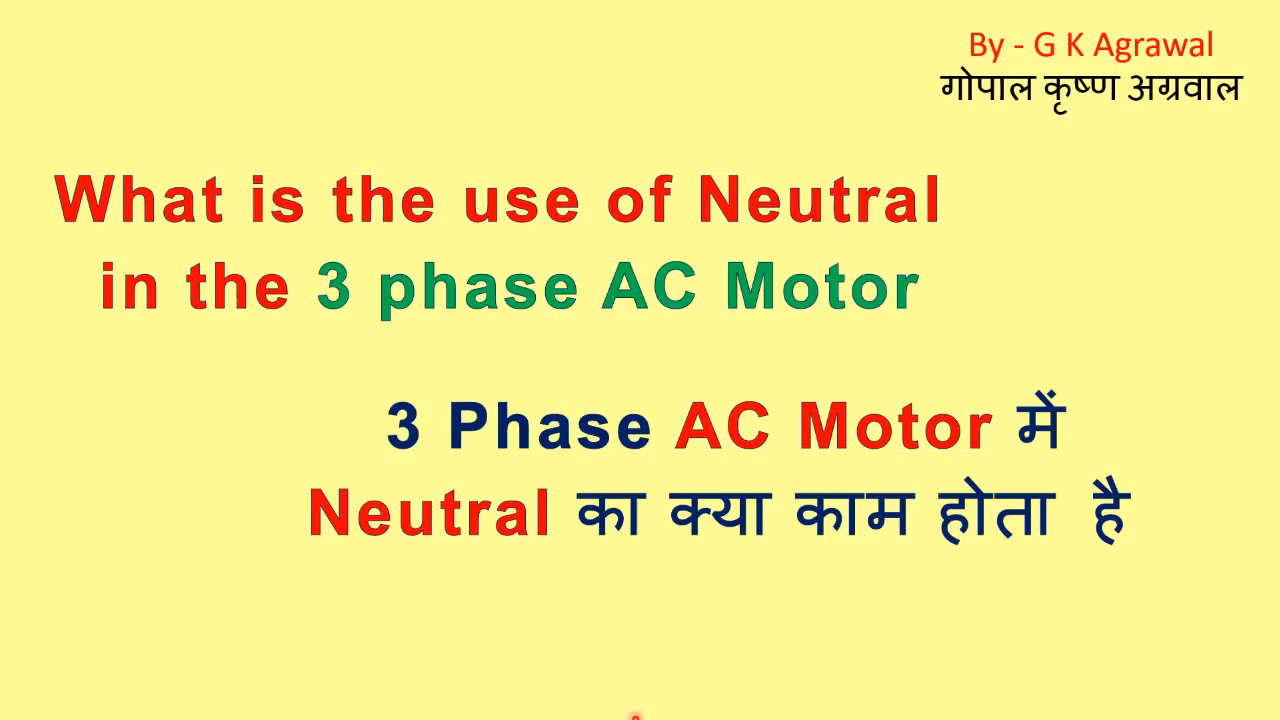 By - G K Agrawal
गोपाल कृष्ण अग्रवाल
What is the use of Neutral
in the 3 phase AC Motor
3 Phase AC Motor में
Neutral का क्या काम होता है